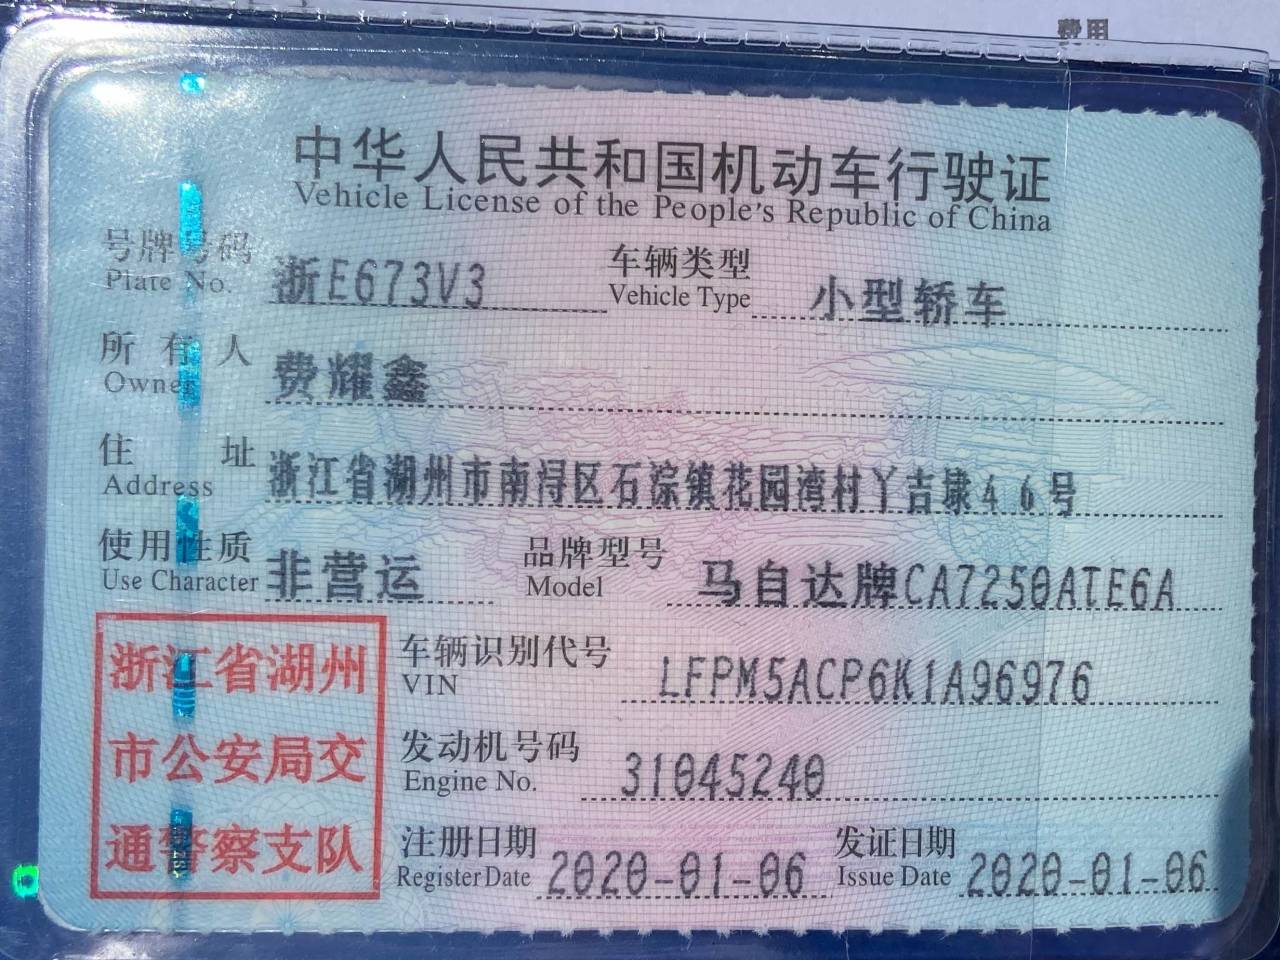 费用
中华人民共和国机动车行驶证
Vehicle License of the People's Republic of China
号牌号码 浙E673V3 车辆类型 小型轿车
Plate No. Vehicle Type
所有人 费耀鑫
Owner
住址 浙江省湖州市南浔区石淙镇花园湾村丫吉埭46号
Address
使用性质 非营运 品牌型号 马自达牌CA7250ATE6A
Use Character Model
浙江省湖州
市公安局交
通警察支队
车辆识别代号 LFPM5ACP6K1A96976
VIN
发动机号码 31045240
Engine No.
注册日期 2020-01-06 发证日期 2020-01-06
Register Date Issue Date